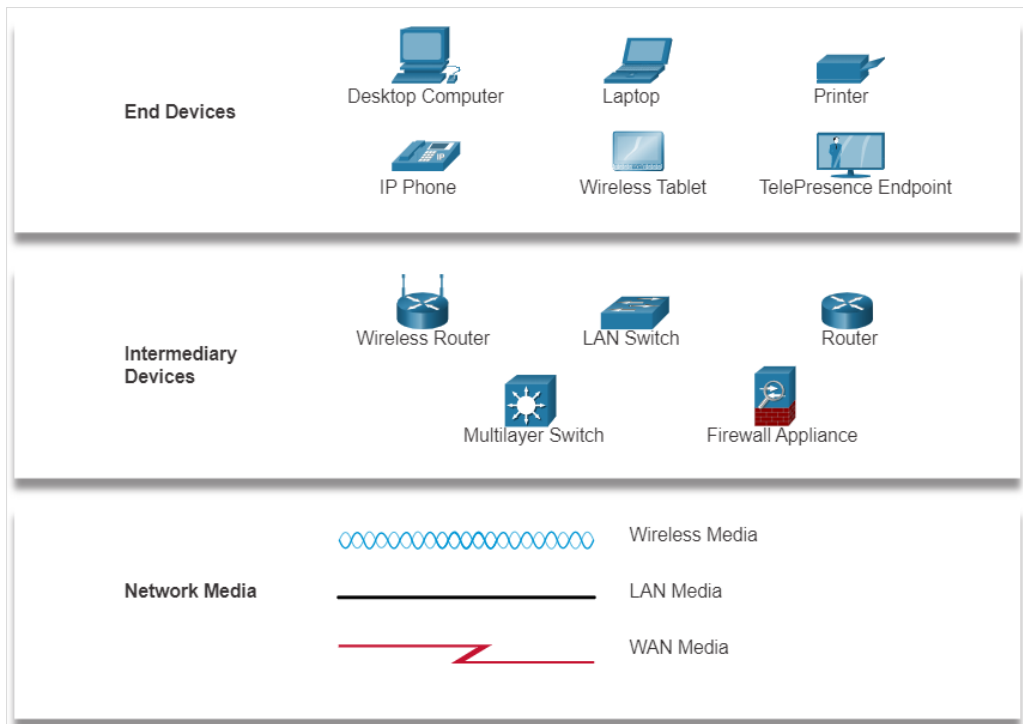 Desktop Computer
Laptop
Printer
End Devices
IP
IP Phone
Wireless Tablet
TelePresence Endpoint
Wireless Router
LAN Switch
Router
Intermediary
Devices
Multilayer Switch
Firewall Appliance
Wireless Media
Network Media
LAN Media
WAN Media